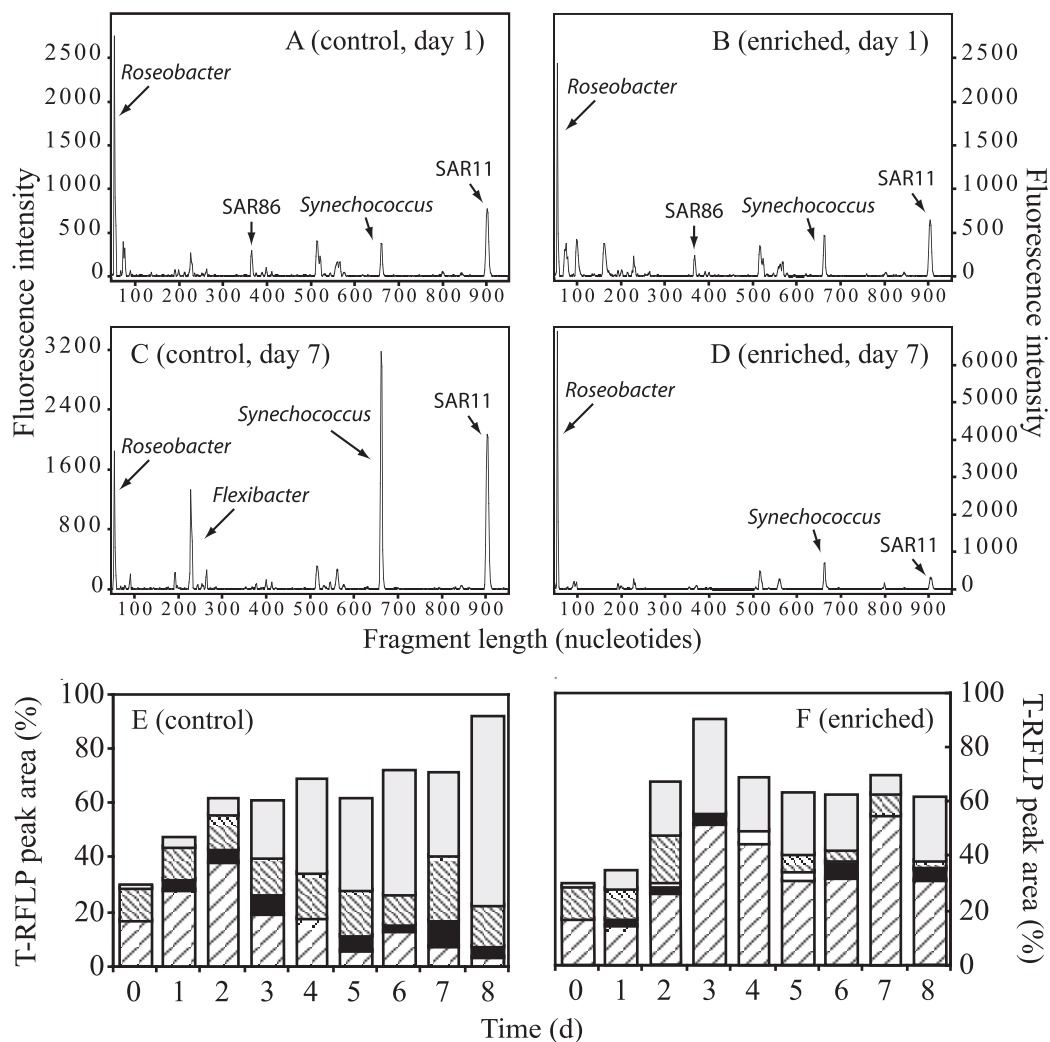 A (control, day 1)
B (enriched, day 1)
2500
2000
1500
1000
500
0
Roseobacter
SAR86
Synechococcus
SAR11
100 200 300 400 500 600 700 800 900
Roseobacter
SAR86
Synechococcus
SAR11
2500
2000
1500
1000
500
0
100 200 300 400 500 600 700 800 900
Fluorescence intensity
Fluorescence intensity
C (control, day 7)
D (enriched, day 7)
3200
2400
1600
800
0
Roseobacter
Flexibacter
Synechococcus
SAR11
100 200 300 400 500 600 700 800 900
Roseobacter
Synechococcus
SAR11
6000
5000
4000
3000
2000
1000
0
100 200 300 400 500 600 700 800 900
Fragment length (nucleotides)
E (control)
F (enriched)
T-RFLP peak area (%)
100
80
60
40
20
0
0 1 2 3 4 5 6 7 8
100
80
60
40
20
0
T-RFLP peak area (%)
0 1 2 3 4 5 6 7 8
Time (d)